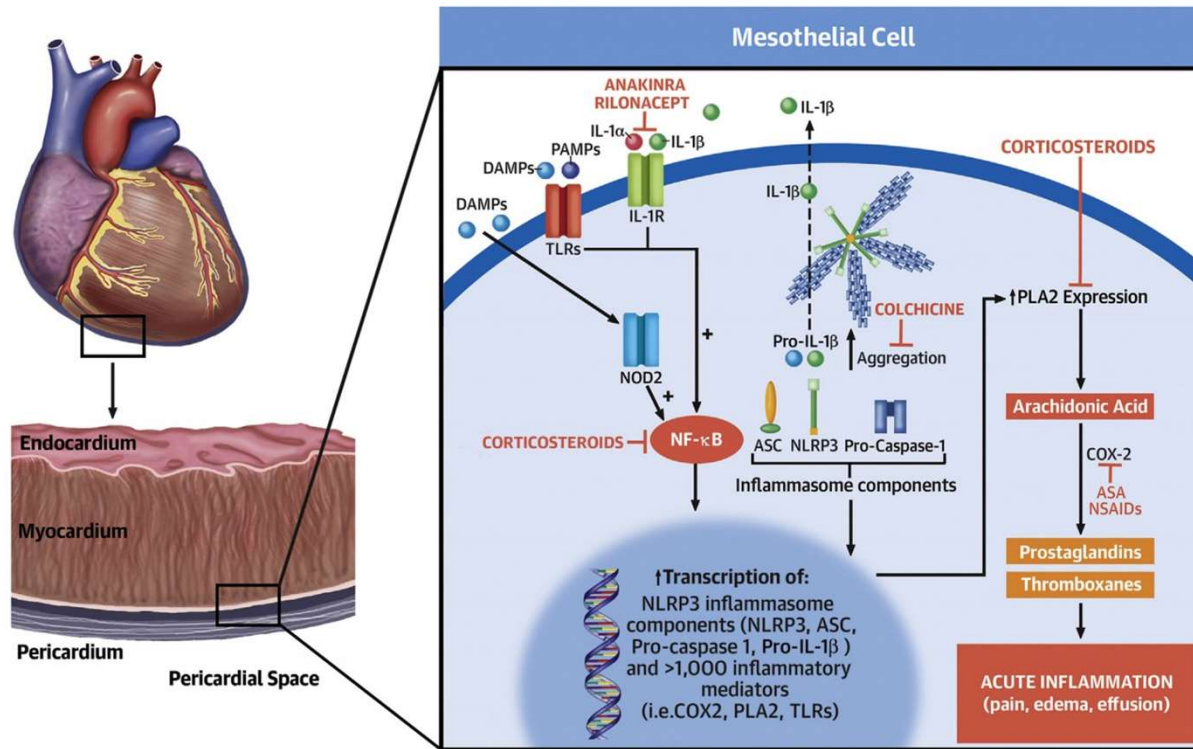 Mesothelial Cell
Endocardium
Myocardium
Pericardium
Pericardial Space
ANAKINRA
RILONACEPT
IL-1α
IL-1β
DAMPs
PAMPs
DAMPs
TLRs
IL-1R
NOD2
+
+
CORTICOSTEROIDS
NF-κB
IL-1β
IL-1β
Pro-IL-1β
COLCHICINE
Aggregation
ASC
NLRP3
Pro-Caspase-1
Inflammasome components
↑Transcription of:
NLRP3 inflammasome
components (NLRP3, ASC,
Pro-caspase 1, Pro-IL-1β )
and >1,000 inflammatory
mediators
(i.e.COX2, PLA2, TLRs)
CORTICOSTEROIDS
↑PLA2 Expression
Arachidonic Acid
COX-2
ASA
NSAIDs
Prostaglandins
Thromboxanes
ACUTE INFLAMMATION
(pain, edema, effusion)